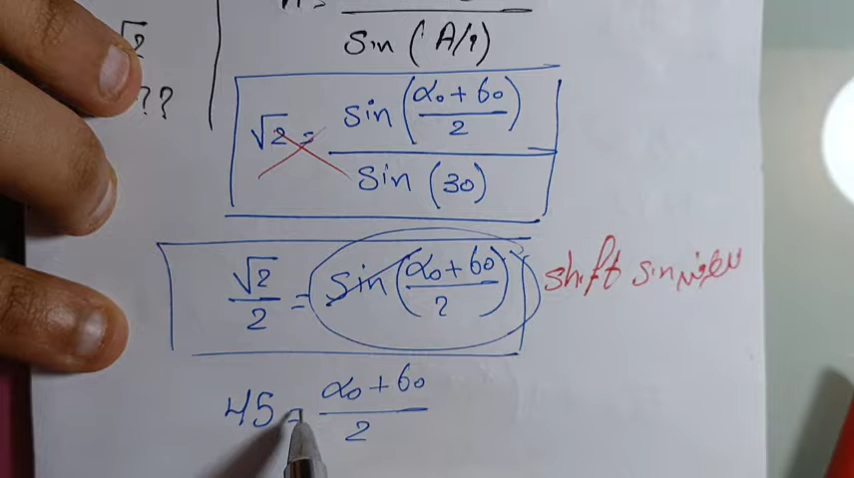 √2
??
sin (A/2)
√2 = sin((α₀ + 60)/2) / sin (30)
√2/2 = sin((α₀ + 60)/2) shift sin
45 = (α₀ + 60)/2